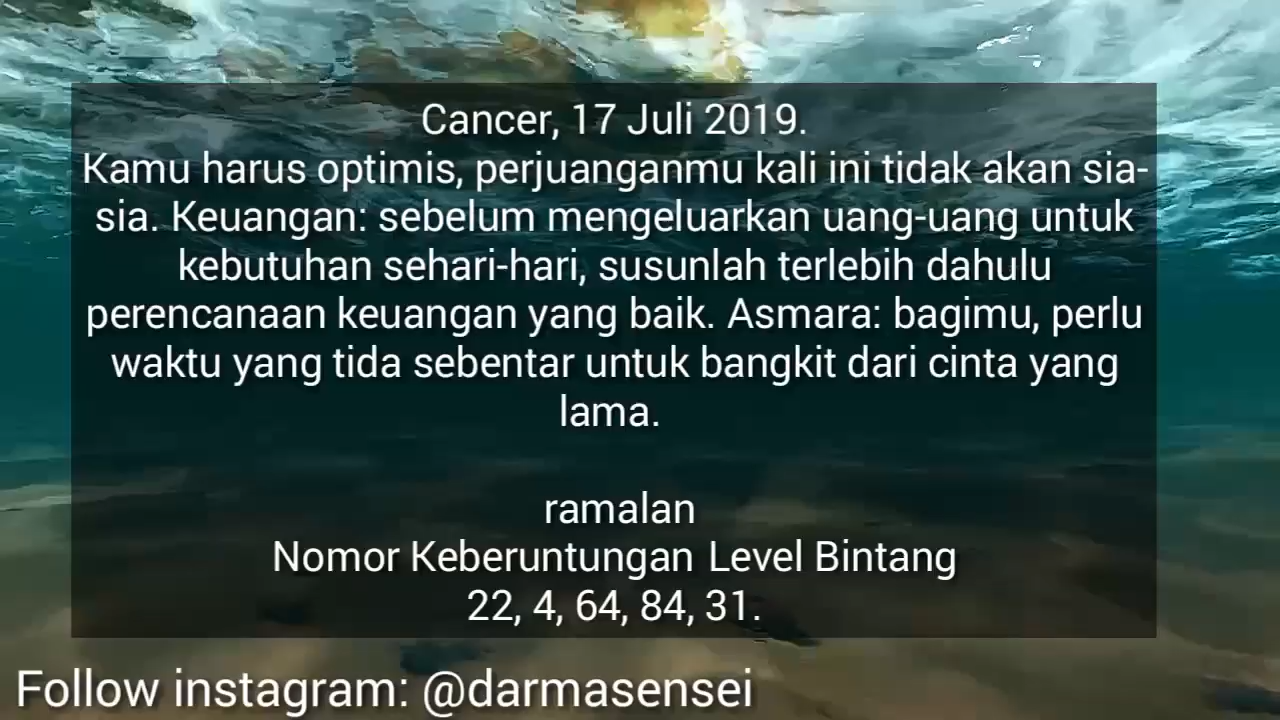 Cancer, 17 Juli 2019.
Kamu harus optimis, perjuanganmu kali ini tidak akan sia-
sia. Keuangan: sebelum mengeluarkan uang-uang untuk
kebutuhan sehari-hari, susunlah terlebih dahulu
perencanaan keuangan yang baik. Asmara: bagimu, perlu
waktu yang tida sebentar untuk bangkit dari cinta yang
lama.
ramalan
Nomor Keberuntungan Level Bintang
22, 4, 64, 84, 31.
Follow instagram: @darmasensei